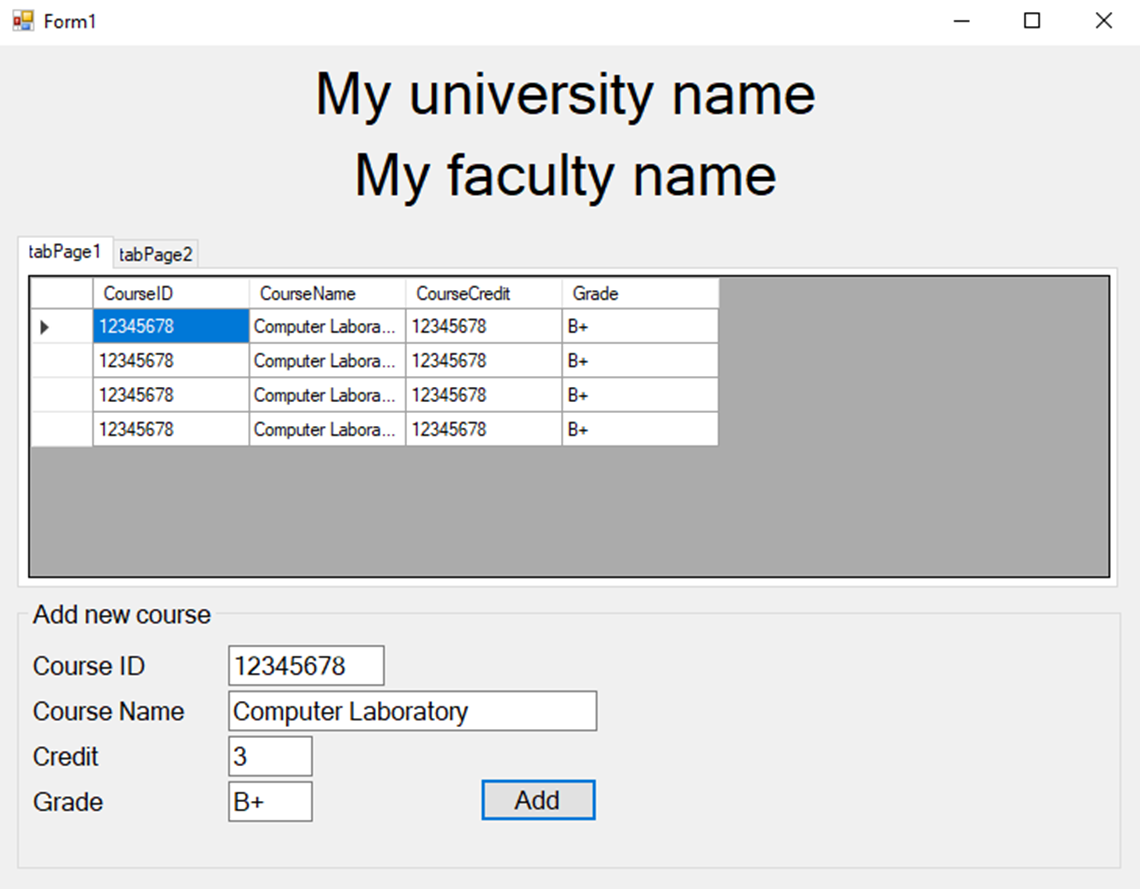 Form1
My university name
My faculty name
tabPage1 tabPage2
CourseID CourseName CourseCredit Grade
12345678 Computer Labora... 12345678 B+
12345678 Computer Labora... 12345678 B+
12345678 Computer Labora... 12345678 B+
12345678 Computer Labora... 12345678 B+
Add new course
Course ID 12345678
Course Name Computer Laboratory
Credit 3
Grade B+ Add